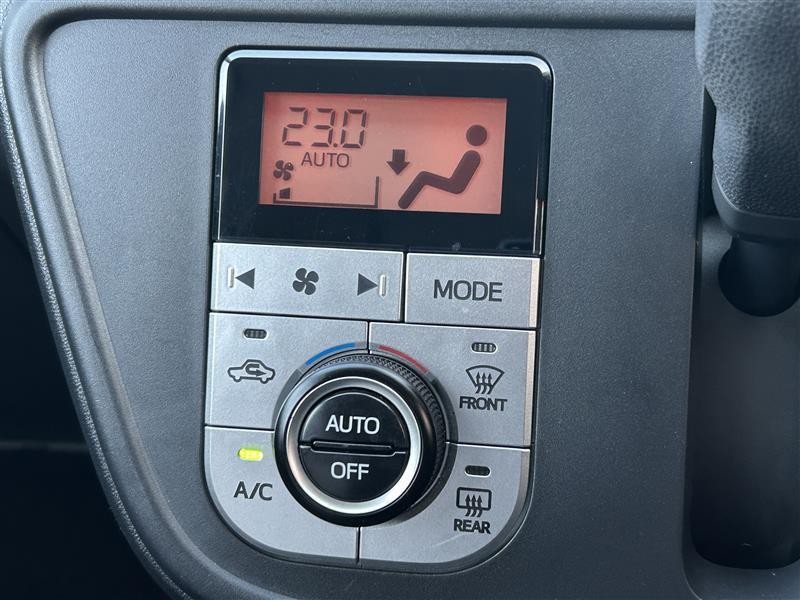 23.0
AUTO
MODE
FRONT
AUTO
OFF
A/C
REAR